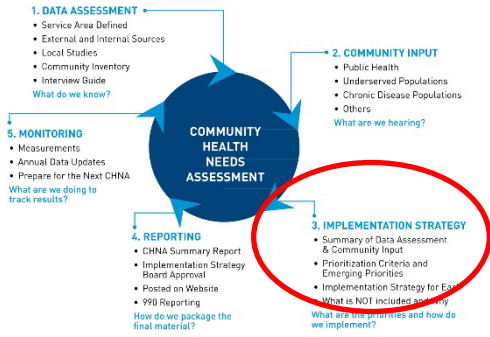 1. DATA ASSESSMENT
• Service Area Defined
• External and Internal Sources
• Local Studies
• Community Inventory
• Interview Guide
What do we know?
2. COMMUNITY INPUT
• Public Health
• Underserved Populations
• Chronic Disease Populations
• Others
What are we hearing?
COMMUNITY
HEALTH
NEEDS
ASSESSMENT
3. IMPLEMENTATION STRATEGY
• Summary of Data Assessment
& Community Input
• Prioritization Criteria and
Emerging Priorities
• Implementation Strategy for Each
• What is NOT included and Why
What are the priorities and how do
we implement?
4. REPORTING
• CHNA Summary Report
• Implementation Strategy
Board Approval
• Posted on Website
• 990 Reporting
How do we package the
final material?
5. MONITORING
• Measurements
• Annual Data Updates
• Prepare for the Next CHNA
What are we doing to
track results?